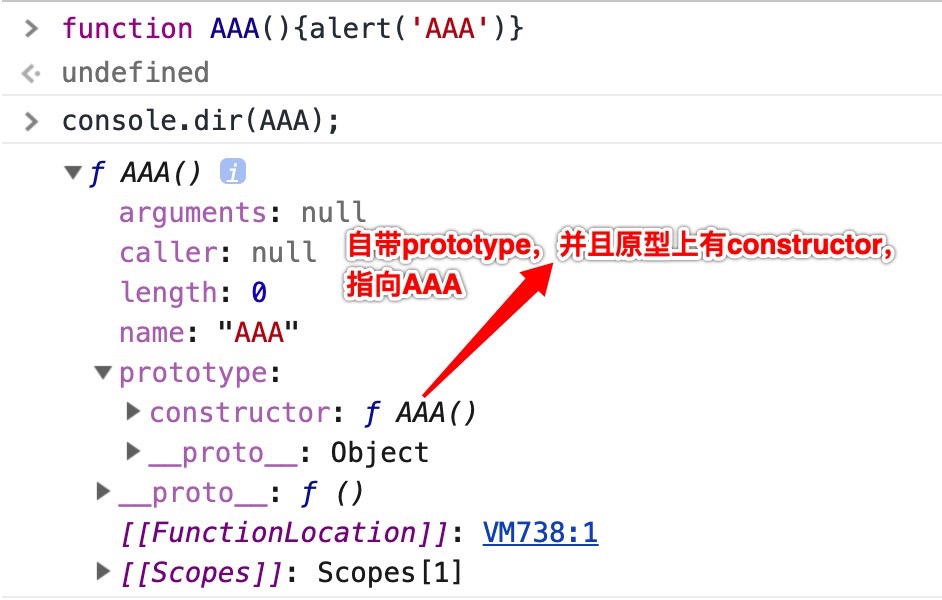 function AAA(){alert('AAA')}
undefined
console.dir(AAA);
ƒ AAA() i
arguments: null
caller: null
自带prototype，并且原型上有constructor,
指向AAA
length: 0
name: "AAA"
prototype:
constructor: ƒ AAA()
__proto__: Object
__proto__: ƒ ()
[[FunctionLocation]]: VM738:1
[[Scopes]]: Scopes[1]